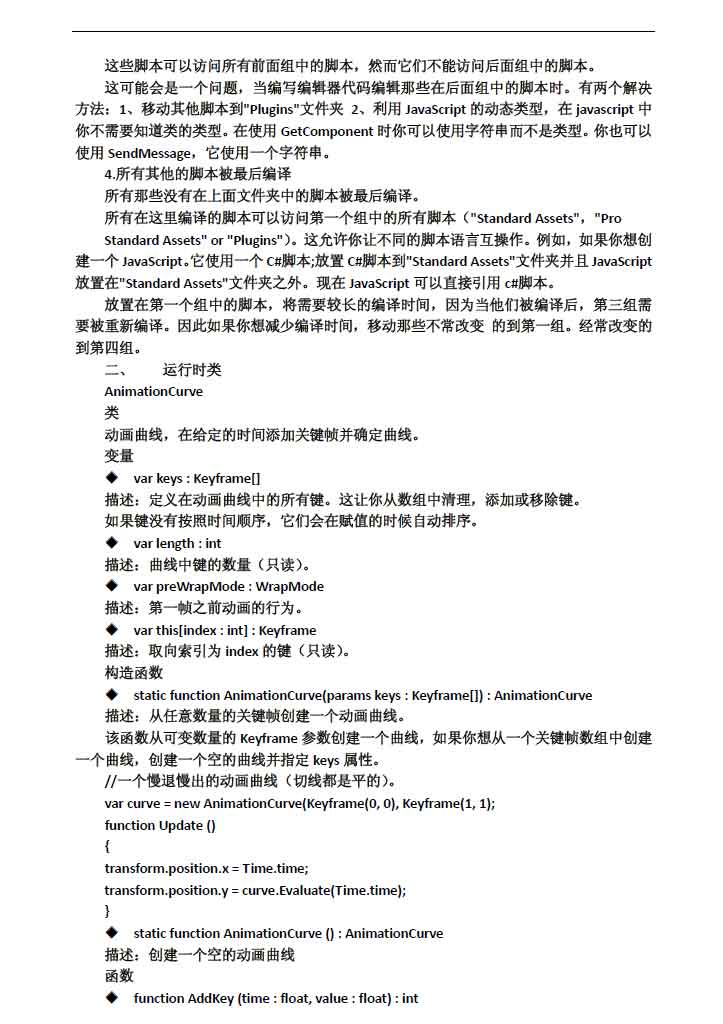 这些脚本可以访问所有前面组中的脚本，然而它们不能访问后面组中的脚本。
这可能会是一个问题，当编写编辑器代码编辑那些在后面组中的脚本时。有两个解决
方法：1、移动其他脚本到"Plugins"文件夹 2、利用 JavaScript 的动态类型，在 javascript 中
你不需要知道类的类型。在使用 GetComponent 时你可以使用字符串而不是类型。你也可以
使用 SendMessage，它使用一个字符串。
4.所有其他的脚本被最后编译
所有那些没有在上面文件夹中的脚本被最后编译。
所有在这里编译的脚本可以访问第一个组中的所有脚本（"Standard Assets"，"Pro
Standard Assets" or "Plugins"）。这允许你让不同的脚本语言互操作。例如，如果你想创
建一个 JavaScript。它使用一个 C#脚本;放置 C#脚本到"Standard Assets"文件夹并且 JavaScript
放置在"Standard Assets"文件夹之外。现在 JavaScript 可以直接引用 c#脚本。
放置在第一个组中的脚本，将需要较长的编译时间，因为当他们被编译后，第三组需
要被重新编译。因此如果你想减少编译时间，移动那些不常改变 的到第一组。经常改变的
到第四组。
二、 运行时类
AnimationCurve
类
动画曲线，在给定的时间添加关键帧并确定曲线。
变量
◆ var keys : Keyframe[]
描述：定义在动画曲线中的所有键。这让你从数组中清理，添加或移除键。
如果键没有按照时间顺序，它们会在赋值的时候自动排序。
◆ var length : int
描述：曲线中键的数量（只读）。
◆ var preWrapMode : WrapMode
描述：第一帧之前动画的行为。
◆ var this[index : int] : Keyframe
描述：取向索引为 index 的键（只读）。
构造函数
◆ static function AnimationCurve(params keys : Keyframe[]) : AnimationCurve
描述：从任意数量的关键帧创建一个动画曲线。
该函数从可变数量的 Keyframe 参数创建一个曲线，如果你想从一个关键帧数组中创建
一个曲线，创建一个空的曲线并指定 keys 属性。
//一个慢退慢出的动画曲线（切线都是平的）。
var curve = new AnimationCurve(Keyframe(0, 0), Keyframe(1, 1);
function Update ()
{
transform.position.x = Time.time;
transform.position.y = curve.Evaluate(Time.time);
}
◆ static function AnimationCurve () : AnimationCurve
描述：创建一个空的动画曲线
函数
◆ function AddKey (time : float, value : float) : int